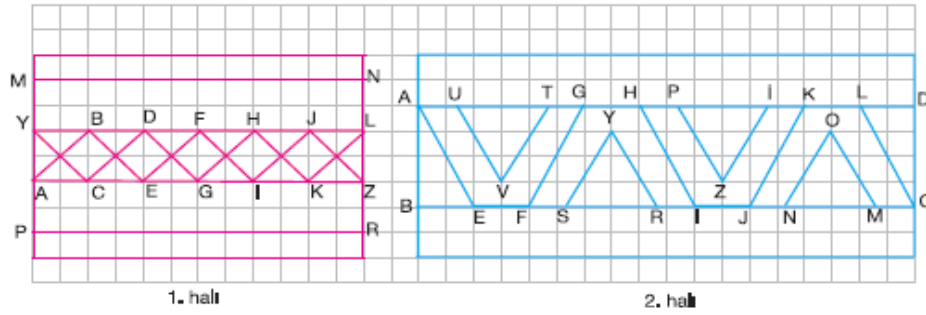 M N
Y B D F H J L
A C E G I K Z
P R
1. halı
A U T G H P İ K L D
Y O
V Z
B E F S R I J N M C
2. halı